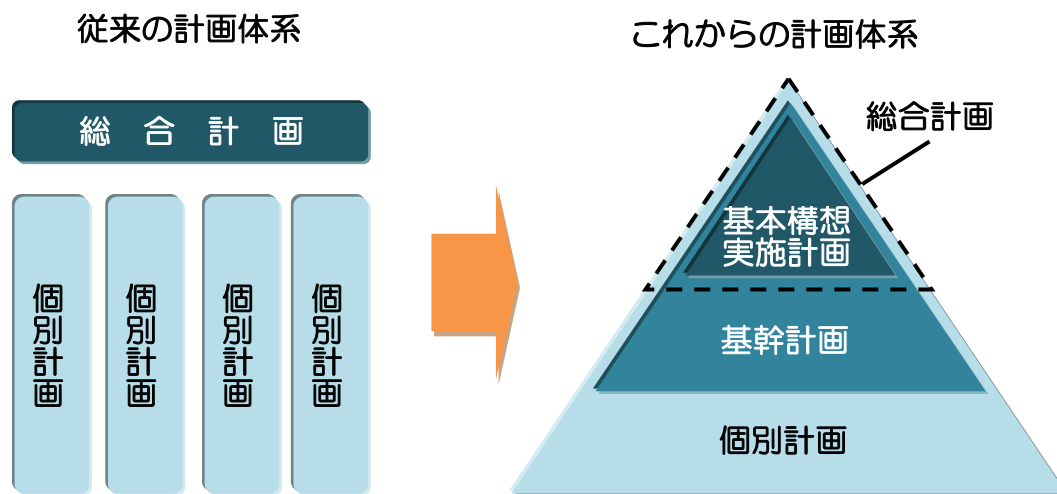 従来の計画体系
総合計画
個別計画
個別計画
個別計画
個別計画
これからの計画体系
総合計画
基本構想
実施計画
基幹計画
個別計画